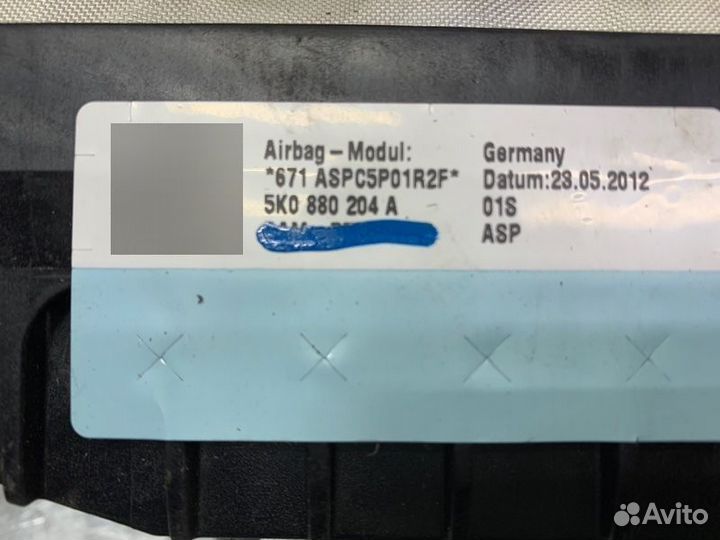 Airbag-Modul: Germany
*671 ASPC5P01R2F* Datum:23.05.2012
5K0 880 204 A 01S
ASP
Avito